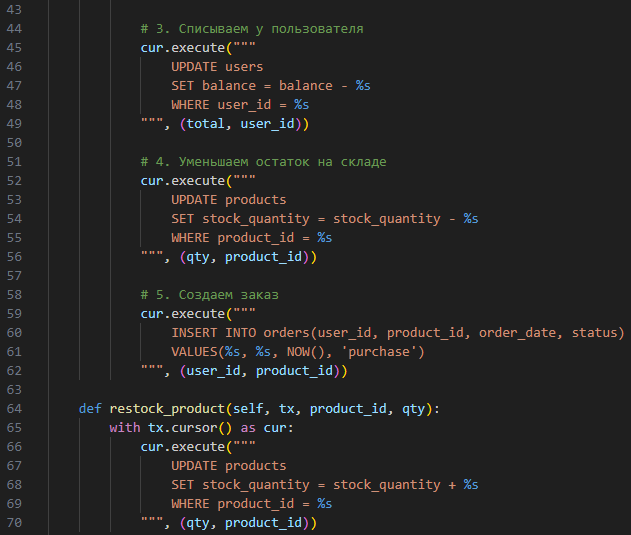 43
44 # 3. Списываем у пользователя
45 cur.execute("""
46 UPDATE users
47 SET balance = balance - %s
48 WHERE user_id = %s
49 """, (total, user_id))
50
51 # 4. Уменьшаем остаток на складе
52 cur.execute("""
53 UPDATE products
54 SET stock_quantity = stock_quantity - %s
55 WHERE product_id = %s
56 """, (qty, product_id))
57
58 # 5. Создаем заказ
59 cur.execute("""
60 INSERT INTO orders(user_id, product_id, order_date, status)
61 VALUES(%s, %s, NOW(), 'purchase')
62 """, (user_id, product_id))
63
64 def restock_product(self, tx, product_id, qty):
65 with tx.cursor() as cur:
66 cur.execute("""
67 UPDATE products
68 SET stock_quantity = stock_quantity + %s
69 WHERE product_id = %s
70 """, (qty, product_id))